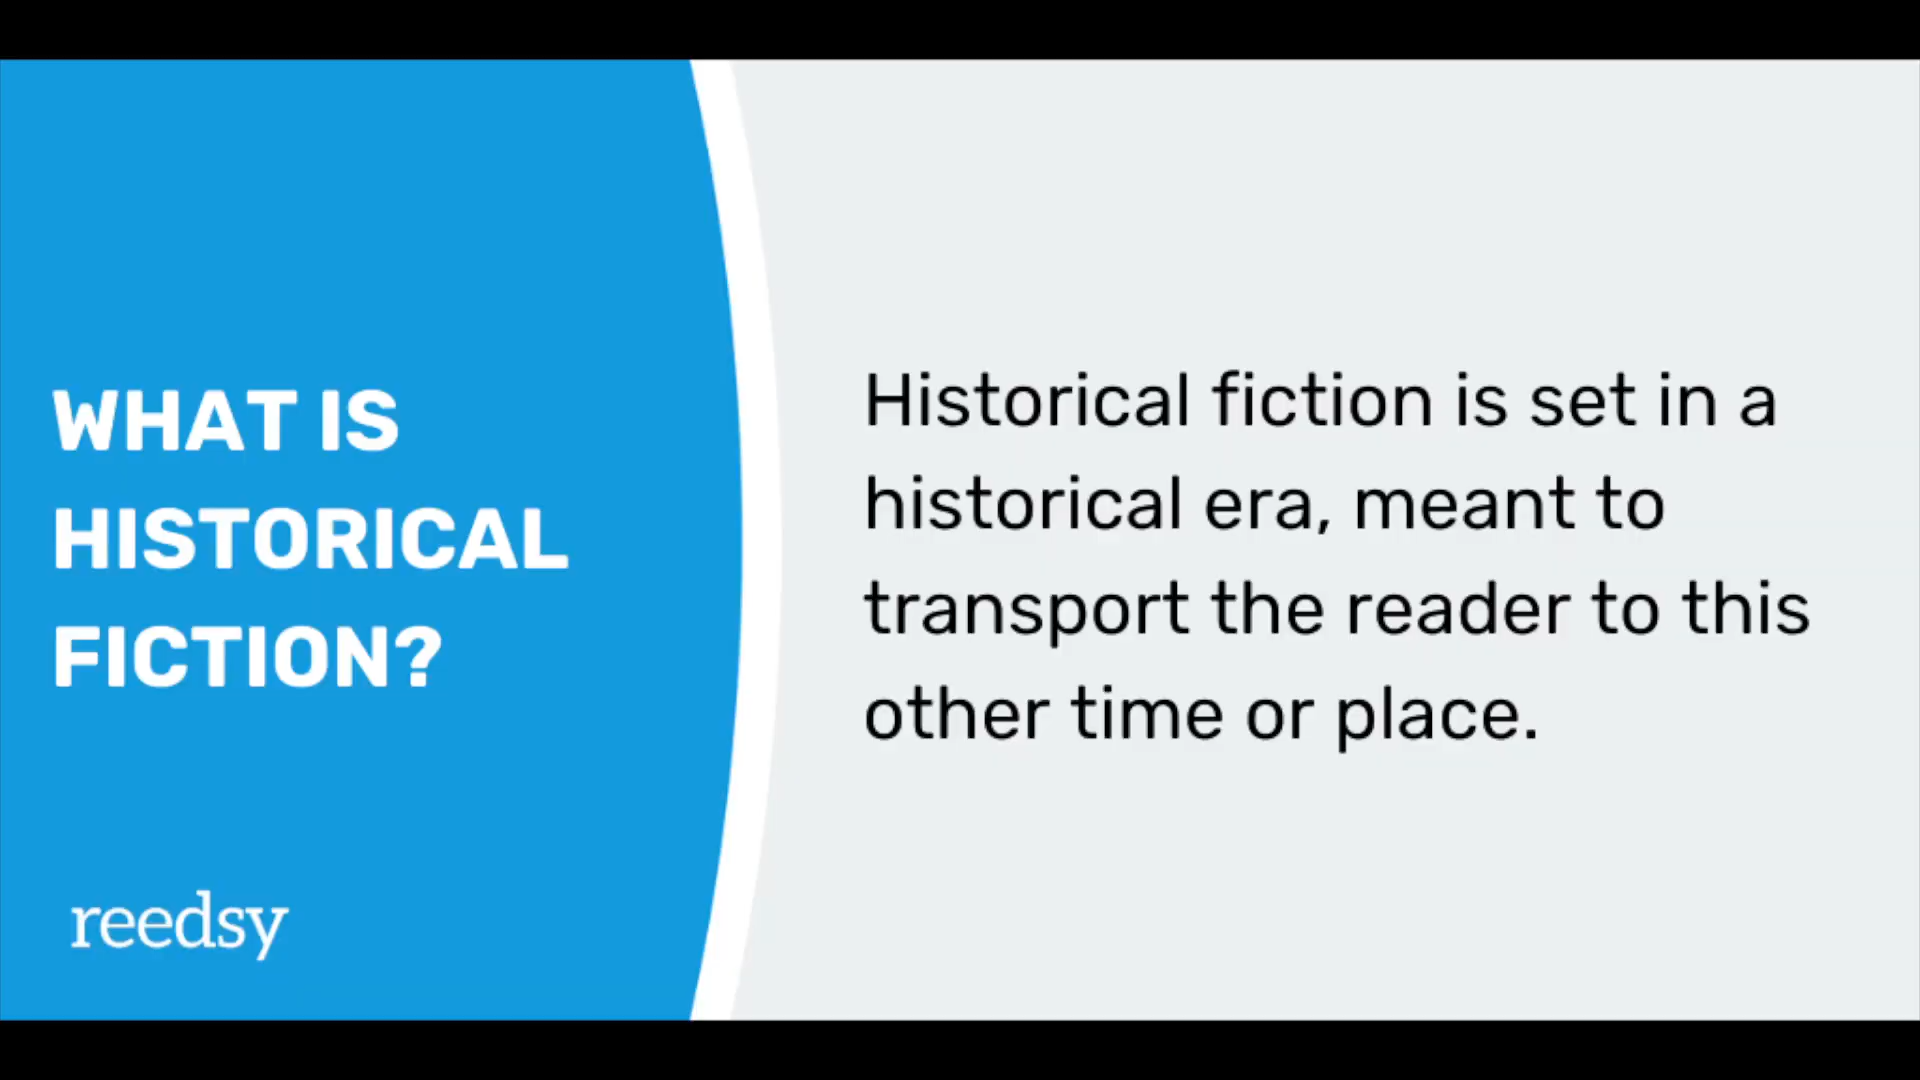 WHAT IS
HISTORICAL
FICTION?
reedsy
Historical fiction is set in a
historical era, meant to
transport the reader to this
other time or place.